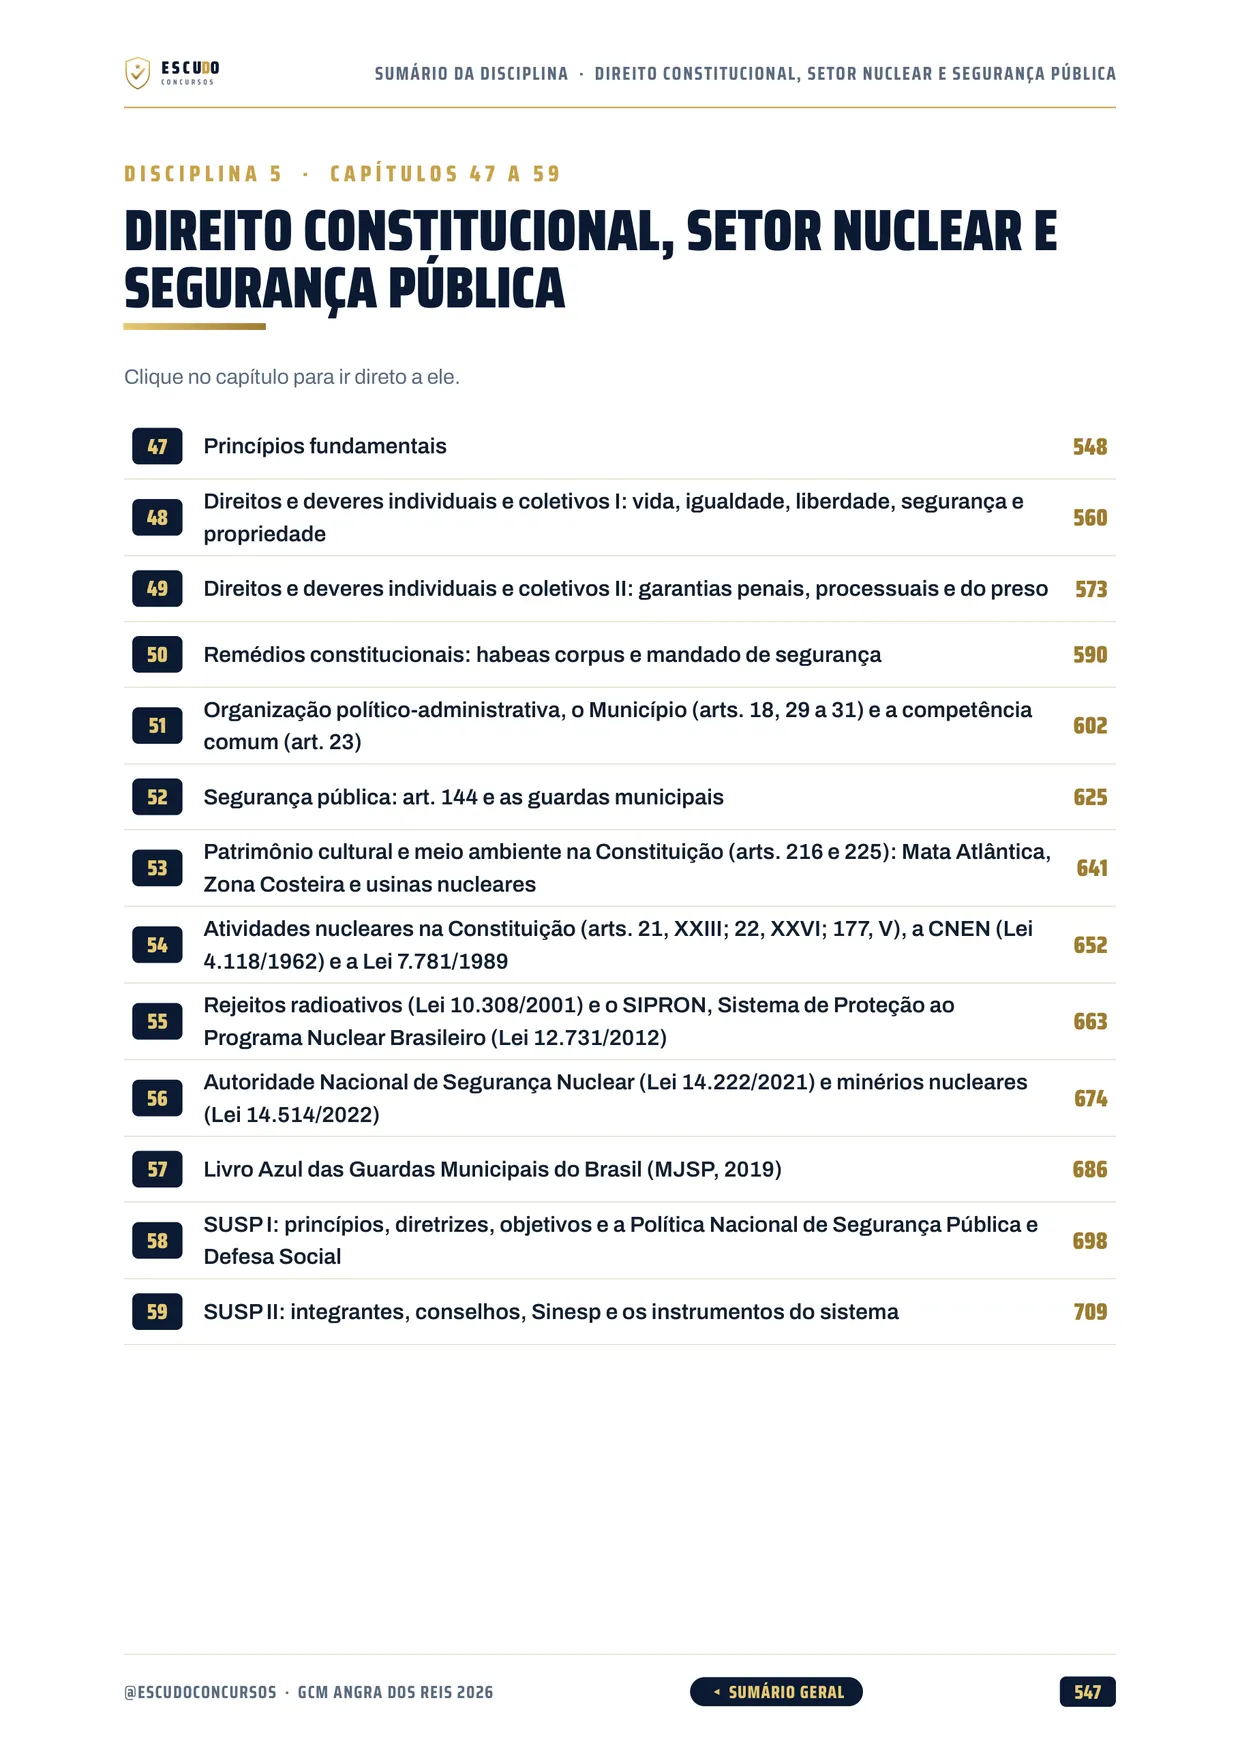 ESCUDO
CONCURSOS
SUMÁRIO DA DISCIPLINA · DIREITO CONSTITUCIONAL, SETOR NUCLEAR E SEGURANÇA PÚBLICA
DISCIPLINA 5 · CAPÍTULOS 47 A 59
DIREITO CONSTITUCIONAL, SETOR NUCLEAR E
SEGURANÇA PÚBLICA
Clique no capítulo para ir direto a ele.
47 Princípios fundamentais 548
48 Direitos e deveres individuais e coletivos I: vida, igualdade, liberdade, segurança e
propriedade 560
49 Direitos e deveres individuais e coletivos II: garantias penais, processuais e do preso 573
50 Remédios constitucionais: habeas corpus e mandado de segurança 590
51 Organização político-administrativa, o Município (arts. 18, 29 a 31) e a competência
comum (art. 23) 602
52 Segurança pública: art. 144 e as guardas municipais 625
53 Patrimônio cultural e meio ambiente na Constituição (arts. 216 e 225): Mata Atlântica,
Zona Costeira e usinas nucleares 641
54 Atividades nucleares na Constituição (arts. 21, XXIII; 22, XXVI; 177, V), a CNEN (Lei
4.118/1962) e a Lei 7.781/1989 652
55 Rejeitos radioativos (Lei 10.308/2001) e o SIPRON, Sistema de Proteção ao
Programa Nuclear Brasileiro (Lei 12.731/2012) 663
56 Autoridade Nacional de Segurança Nuclear (Lei 14.222/2021) e minérios nucleares
(Lei 14.514/2022) 674
57 Livro Azul das Guardas Municipais do Brasil (MJSP, 2019) 686
58 SUSP I: princípios, diretrizes, objetivos e a Política Nacional de Segurança Pública e
Defesa Social 698
59 SUSP II: integrantes, conselhos, Sinesp e os instrumentos do sistema 709
@ESCUDOCONCURSOS · GCM ANGRA DOS REIS 2026
SUMÁRIO GERAL
547